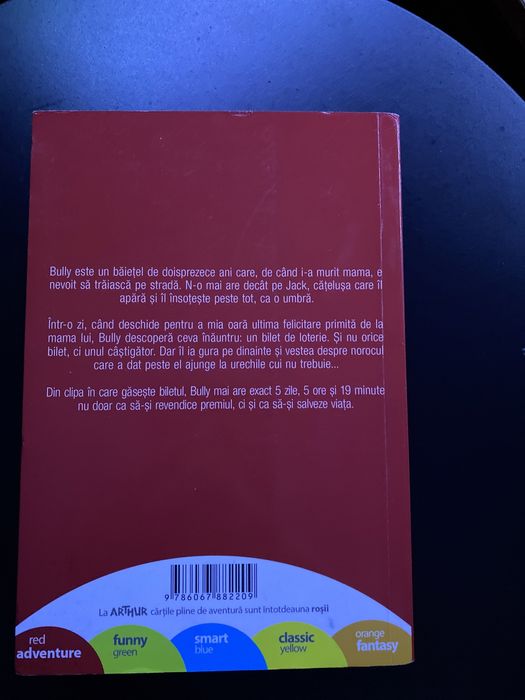 Bully este un băiețel de doisprezece ani care, de când i-a murit mama, e
nevoit să trăiască pe stradă. N-o mai are decât pe Jack, cățelușa care îl
apără și îl însoțește peste tot, ca o umbră.
Într-o zi, când deschide pentru a mia oară ultima felicitare primită de la
mama lui, Bully descoperă ceva înăuntru: un bilet de loterie. Și nu orice
bilet, ci unul câștigător. Dar îl ia gura pe dinainte și vestea despre norocul
care a dat peste el ajunge la urechile cui nu trebuie...
Din clipa în care găsește biletul, Bully mai are exact 5 zile, 5 ore și 19 minute
nu doar ca să-și revendice premiul, ci și ca să-și salveze viața.
9 786067 882209
La ARTHUR cărțile pline de aventură sunt întotdeauna roșii
red
adventure
funny
green
smart
blue
classic
yellow
orange
fantasy